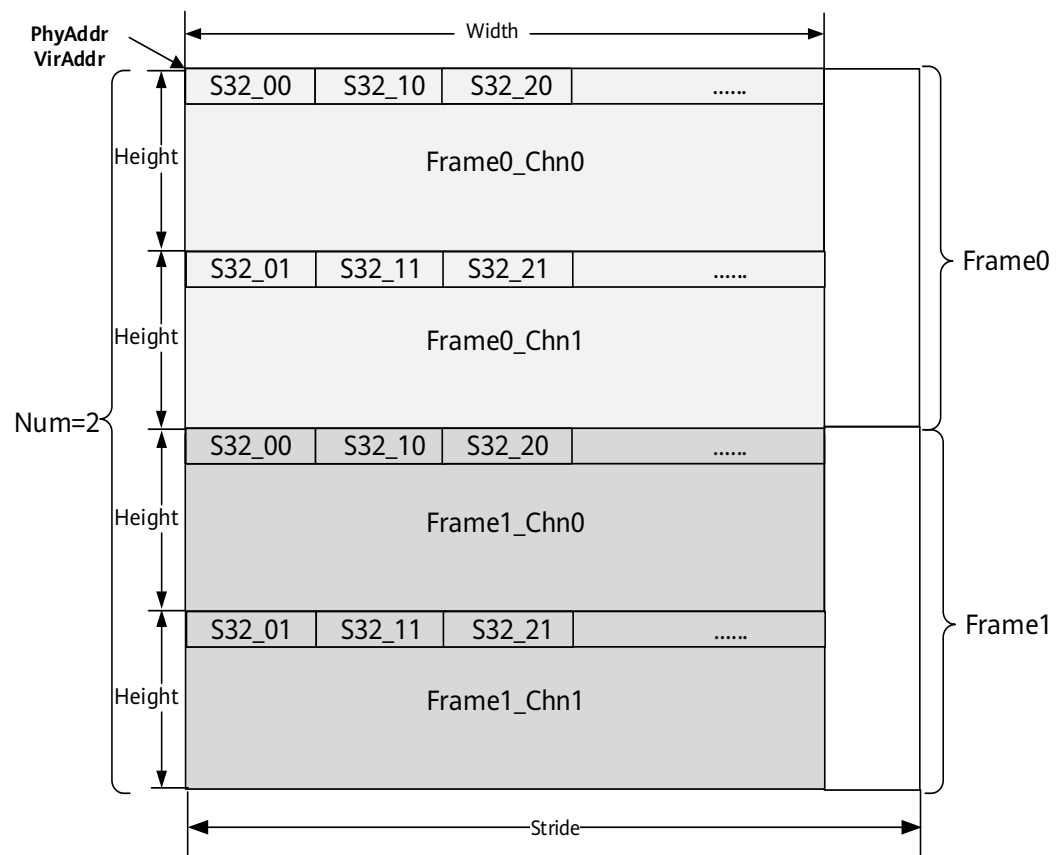 Width
PhyAddr
VirAddr
S32_00 S32_10 S32_20 ......
Height
Frame0_Chn0
Frame0
S32_01 S32_11 S32_21 ......
Height
Frame0_Chn1
Num=2
S32_00 S32_10 S32_20 ......
Height
Frame1_Chn0
S32_01 S32_11 S32_21 ......
Frame1
Height
Frame1_Chn1
Stride